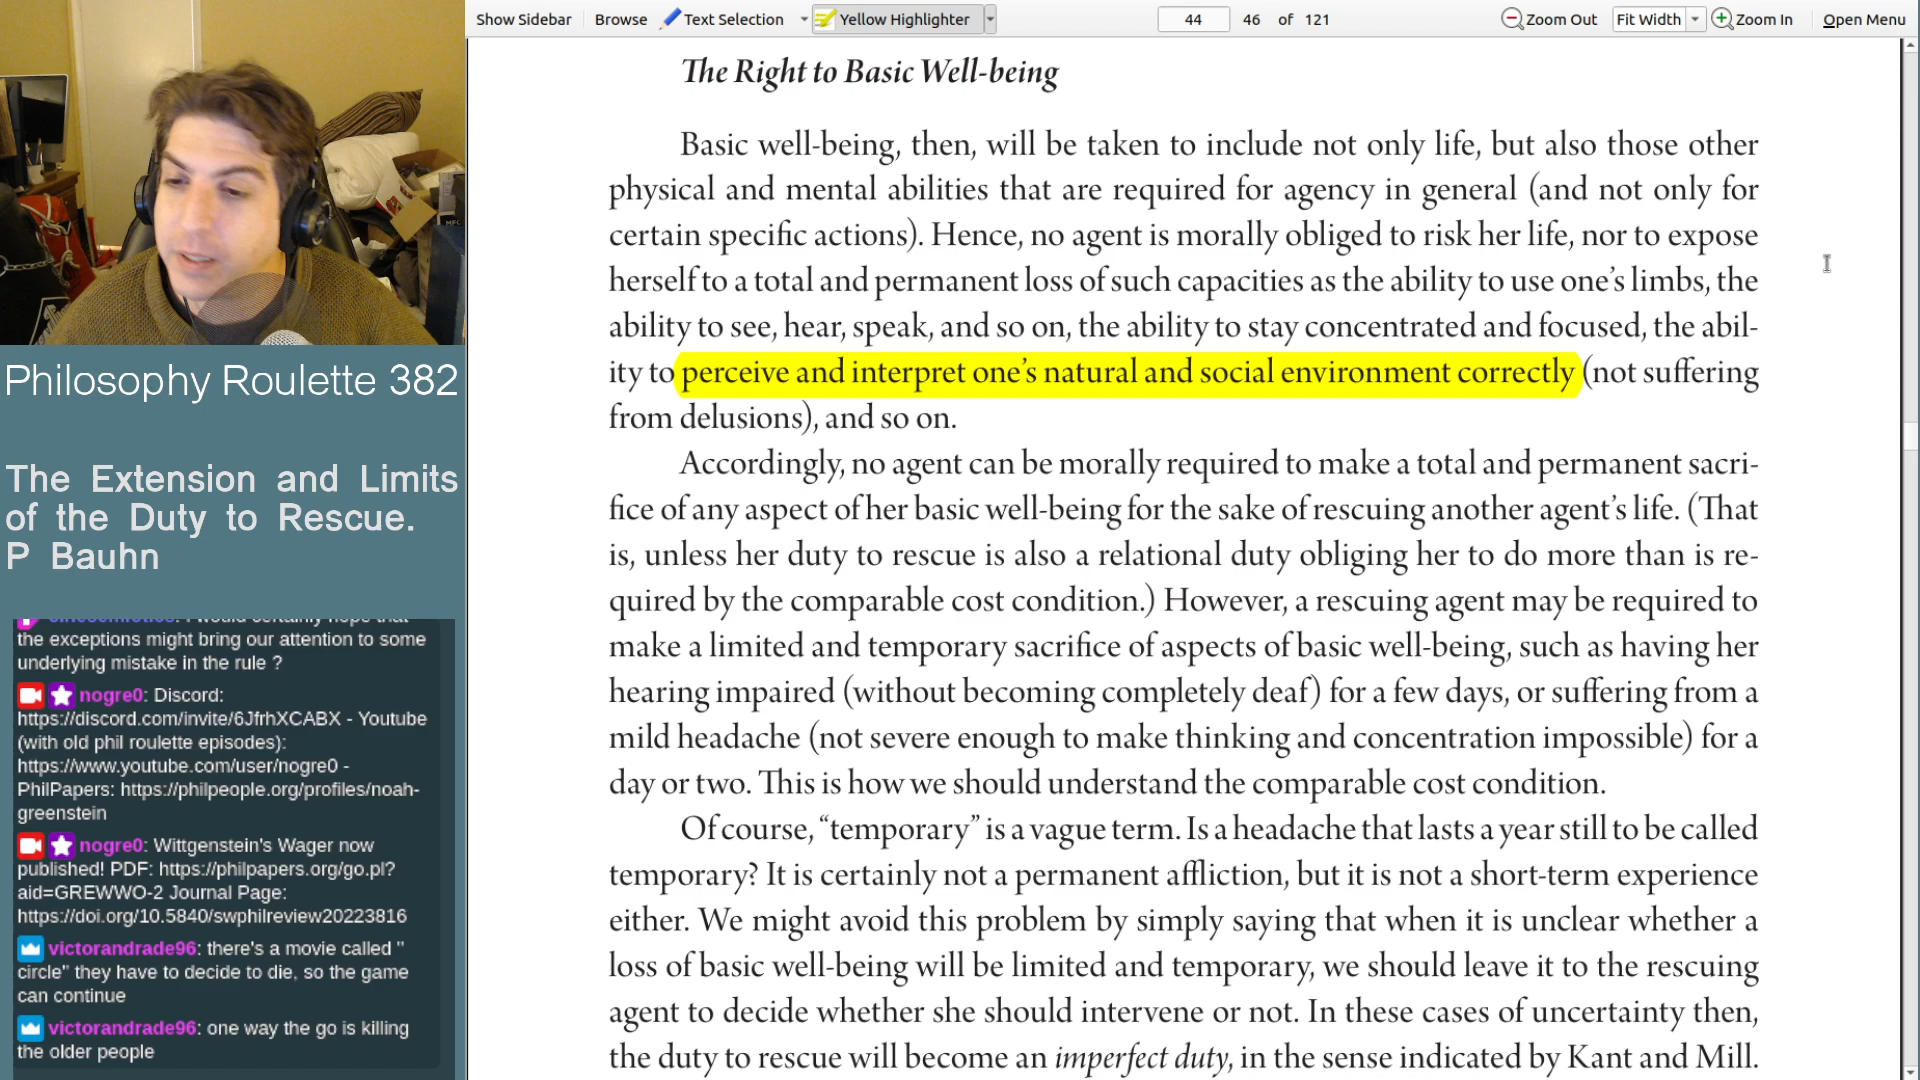 Show Sidebar Browse Text Selection Yellow Highlighter 44 46 of 121 Zoom Out Fit Width Zoom In Open Menu
The Right to Basic Well-being
Basic well-being, then, will be taken to include not only life, but also those other
physical and mental abilities that are required for agency in general (and not only for
certain specific actions). Hence, no agent is morally obliged to risk her life, nor to expose
herself to a total and permanent loss of such capacities as the ability to use one's limbs, the
ability to see, hear, speak, and so on, the ability to stay concentrated and focused, the abil-
ity to perceive and interpret one's natural and social environment correctly (not suffering
from delusions), and so on.
Accordingly, no agent can be morally required to make a total and permanent sacri-
fice of any aspect of her basic well-being for the sake of rescuing another agent's life. (That
is, unless her duty to rescue is also a relational duty obliging her to do more than is re-
quired by the comparable cost condition.) However, a rescuing agent may be required to
make a limited and temporary sacrifice of aspects of basic well-being, such as having her
hearing impaired (without becoming completely deaf) for a few days, or suffering from a
mild headache (not severe enough to make thinking and concentration impossible) for a
day or two. This is how we should understand the comparable cost condition.
Of course, "temporary" is a vague term. Is a headache that lasts a year still to be called
temporary? It is certainly not a permanent affliction, but it is not a short-term experience
either. We might avoid this problem by simply saying that when it is unclear whether a
loss of basic well-being will be limited and temporary, we should leave it to the rescuing
agent to decide whether she should intervene or not. In these cases of uncertainty then,
the duty to rescue will become an imperfect duty, in the sense indicated by Kant and Mill.
Philosophy Roulette 382
The Extension and Limits
of the Duty to Rescue.
P Bauhn
the exceptions might bring our attention to some
underlying mistake in the rule ?
nogre0: Discord:
https://discord.com/invite/6JfrhXCABX - Youtube
(with old phil roulette episodes):
https://www.youtube.com/user/nogre0 -
PhilPapers: https://philpeople.org/profiles/noah-
greenstein
nogre0: Wittgenstein's Wager now
published! PDF: https://philpapers.org/go.pl?
aid=GREWWO-2 Journal Page:
https://doi.org/10.5840/swphilreview20223816
victorandrade96: there's a movie called "
circle" they have to decide to die, so the game
can continue
victorandrade96: one way the go is killing
the older people